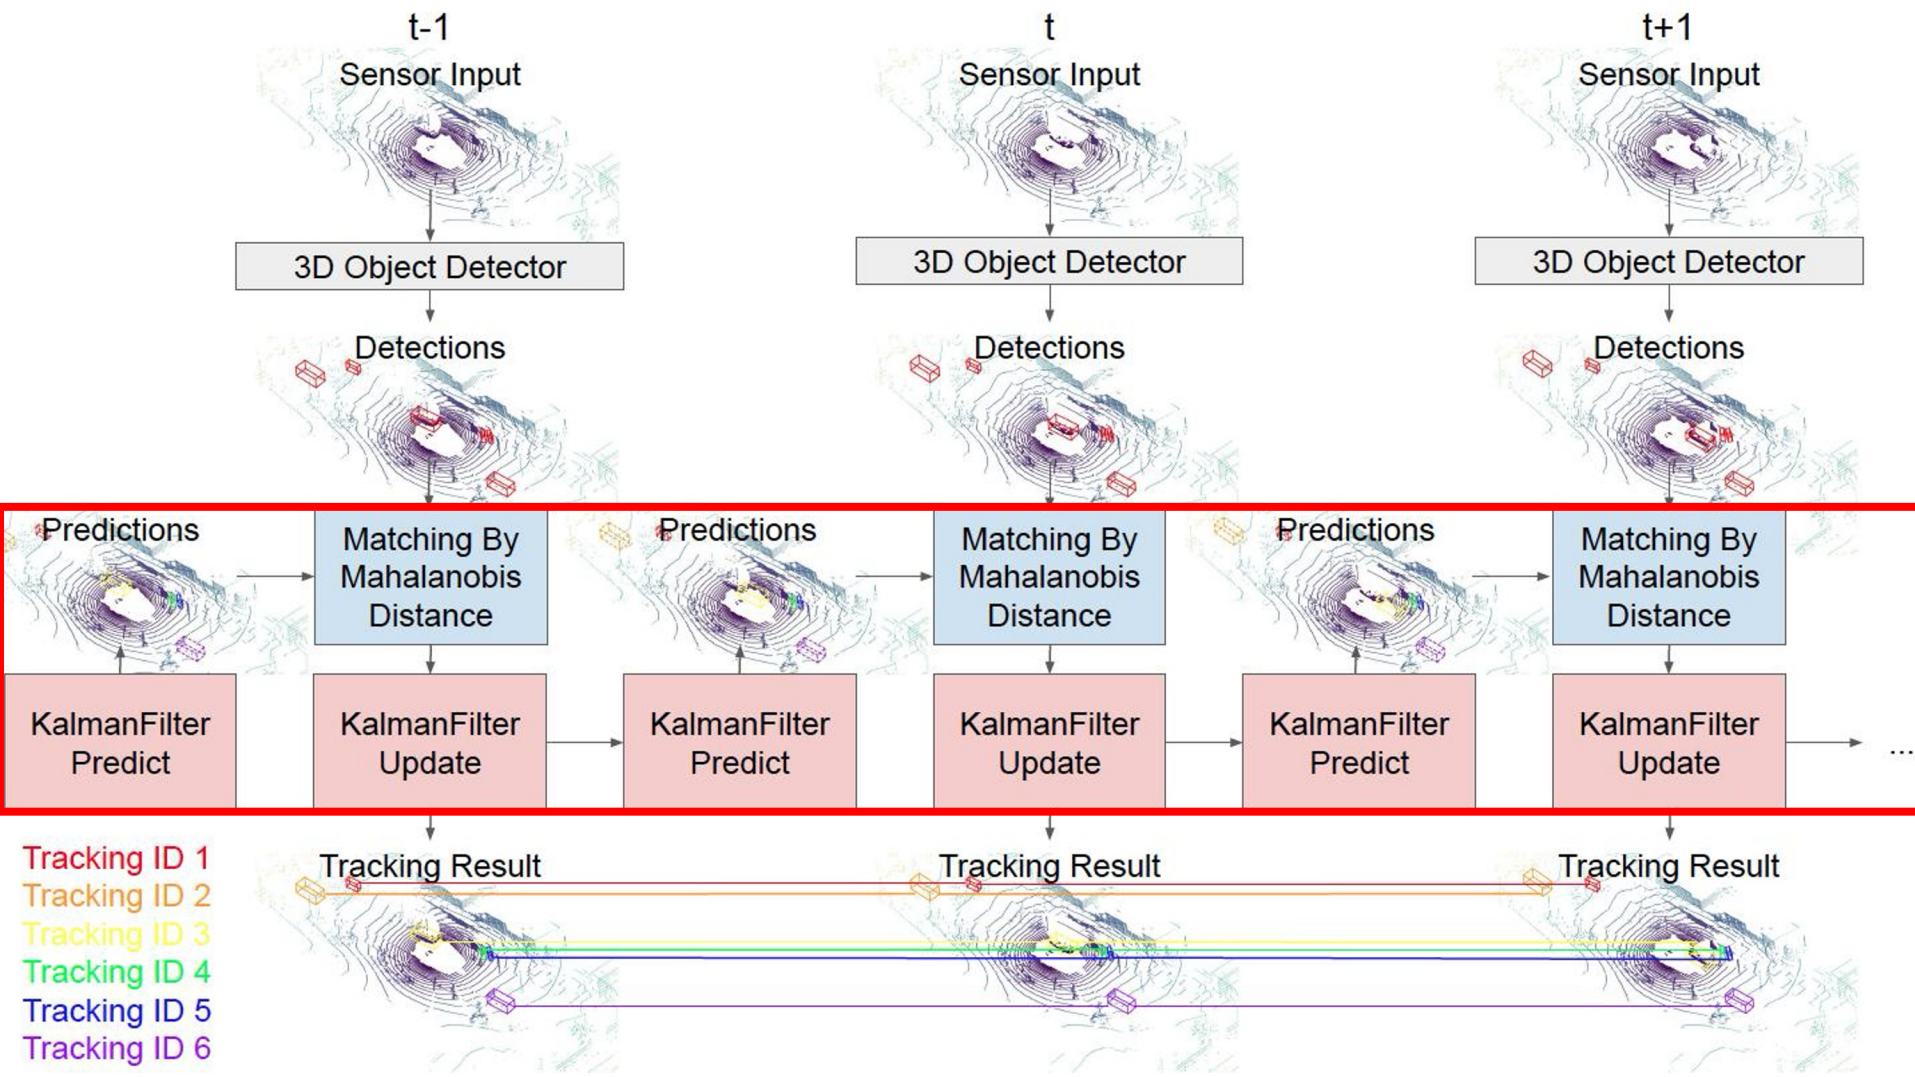 t-1
t
t+1
Sensor Input
Sensor Input
Sensor Input
3D Object Detector
3D Object Detector
3D Object Detector
Detections
Detections
Detections
Predictions
Matching By
Mahalanobis
Distance
Predictions
Matching By
Mahalanobis
Distance
Predictions
Matching By
Mahalanobis
Distance
KalmanFilter
Predict
KalmanFilter
Update
KalmanFilter
Predict
KalmanFilter
Update
KalmanFilter
Predict
KalmanFilter
Update
...
Tracking ID 1
Tracking ID 2
Tracking ID 3
Tracking ID 4
Tracking ID 5
Tracking ID 6
Tracking Result
Tracking Result
Tracking Result